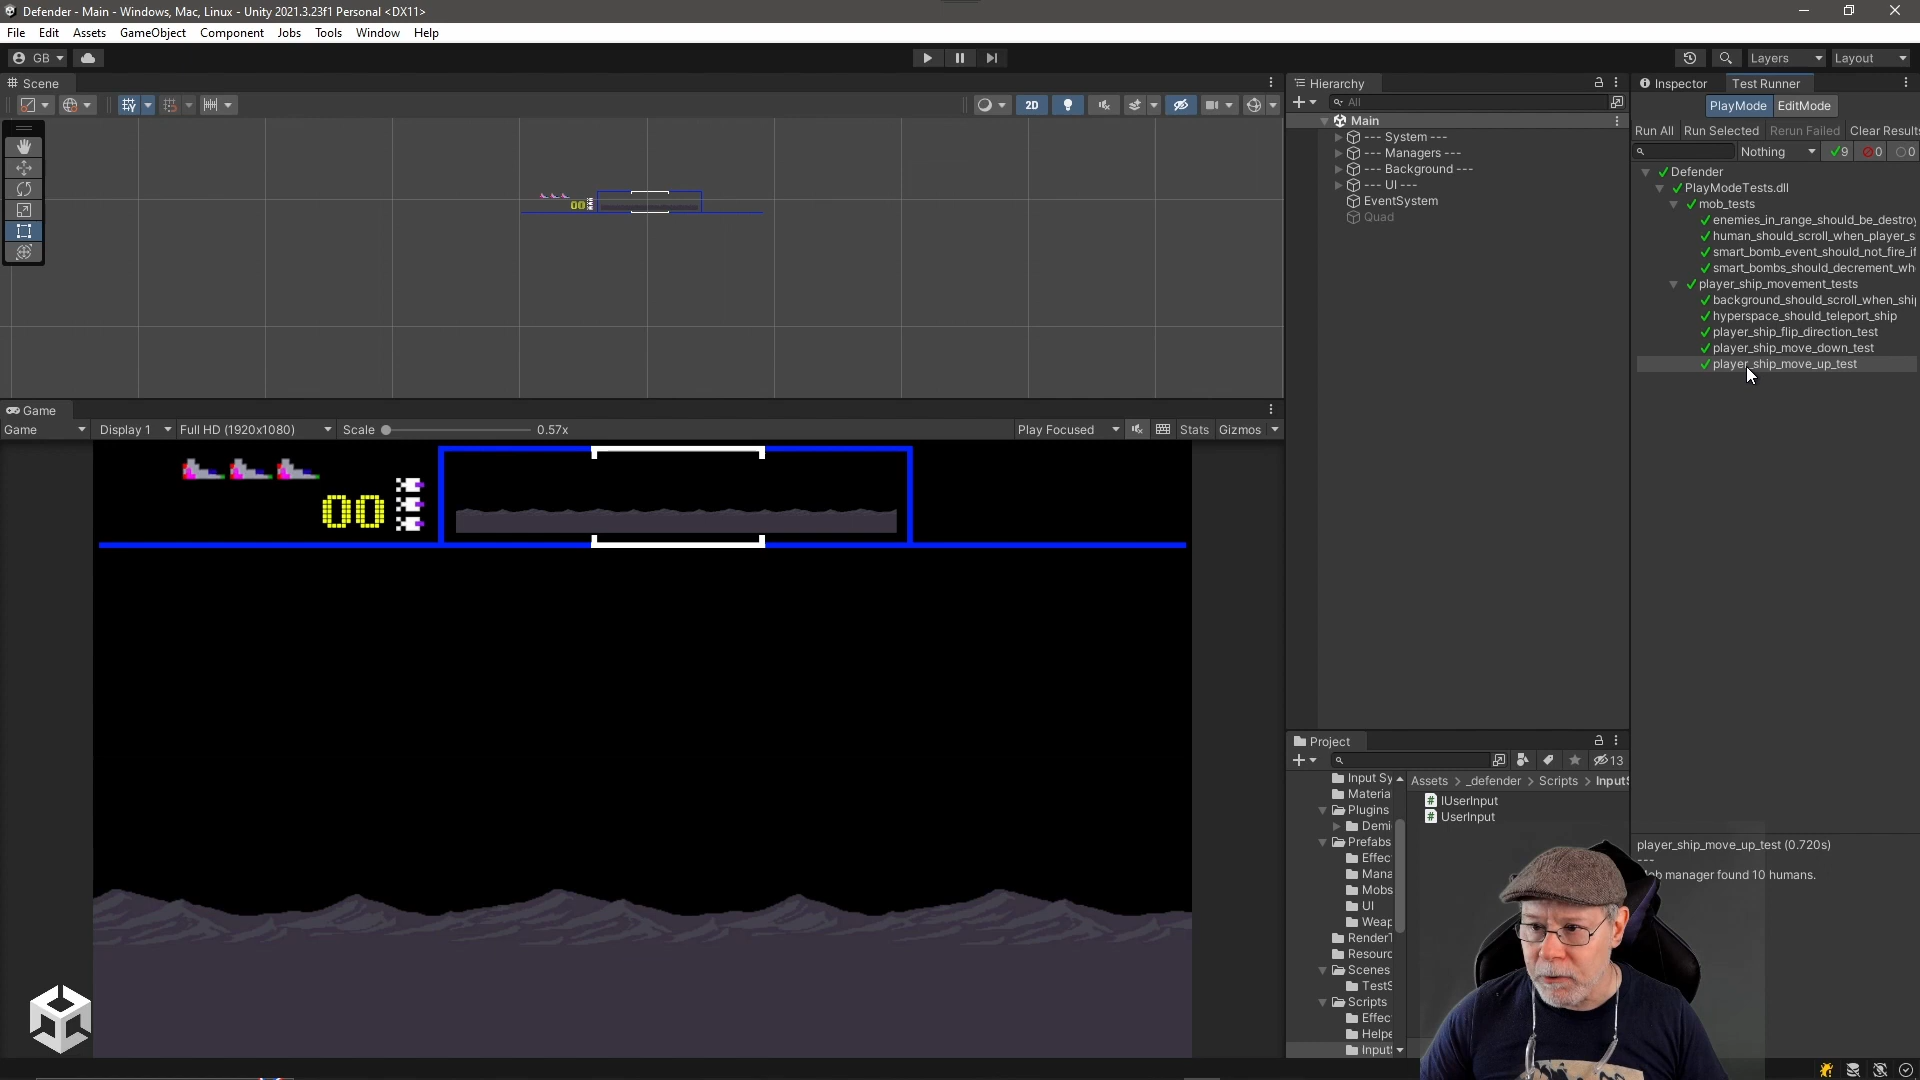 Defender - Main - Windows, Mac, Linux - Unity 2021.3.23f1 Personal <DX11>
File Edit Assets GameObject Component Jobs Tools Window Help
GB
Layers Layout
Scene
2D
Hierarchy
All
Main
--- System ---
--- Managers ---
--- Background ---
--- UI ---
EventSystem
Quad
Inspector Test Runner
PlayMode EditMode
Run All Run Selected Rerun Failed Clear Results
Nothing 9 0 0
Defender
PlayModeTests.dll
mob_tests
enemies_in_range_should_be_destroy
human_should_scroll_when_player_s
smart_bomb_event_should_not_fire_if
smart_bombs_should_decrement_wh
player_ship_movement_tests
background_should_scroll_when_shi
hyperspace_should_teleport_ship
player_ship_flip_direction_test
player_ship_move_down_test
player_ship_move_up_test
00
Game
Game Display 1 Full HD (1920x1080) Scale 0.57x Play Focused Stats Gizmos
00
Project
13
Input Sy
Materia
Plugins
Demi
Prefabs
Effec
Mana
Mobs
UI
Weap
RenderT
Resourc
Scenes
TestS
Scripts
Effec
Helpe
InputS
Assets > _defender > Scripts > InputS
IUserInput
UserInput
player_ship_move_up_test (0.720s)
---
manager found 10 humans.